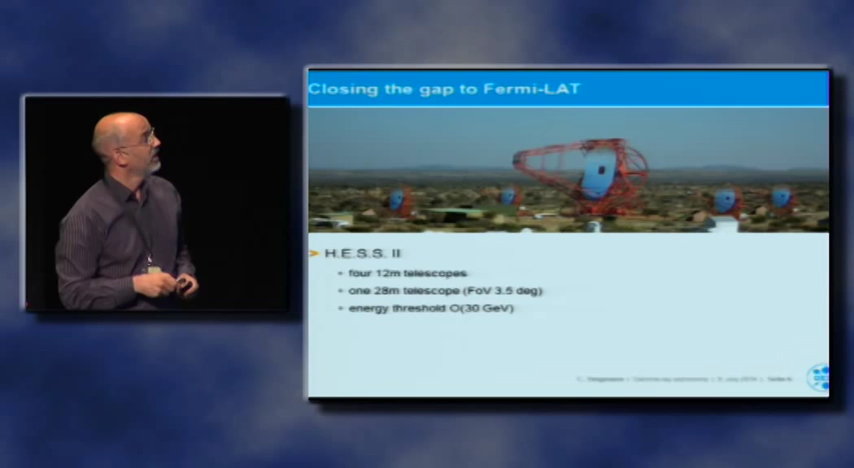 Closing the gap to Fermi-LAT
H.E.S.S. II
four 12m telescopes
one 28m telescope (FoV 3.5 deg)
energy threshold O(30 GeV)